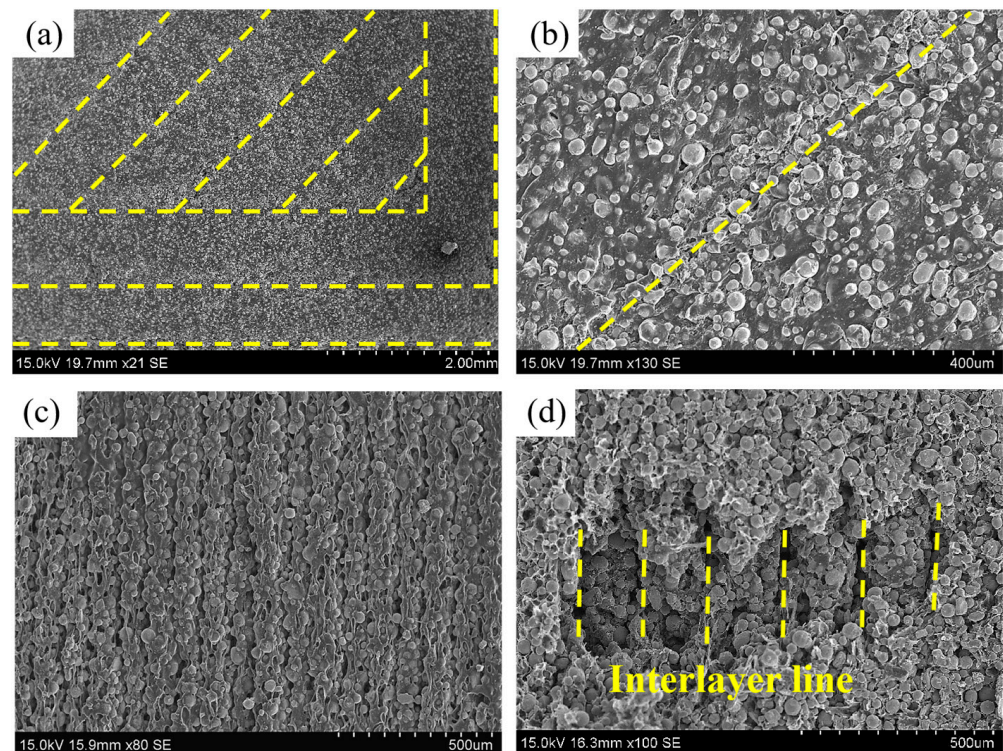 (a)
15.0kV 19.7mm x21 SE
2.00mm
(b)
15.0kV 19.7mm x130 SE
400um
(c)
15.0kV 15.9mm x80 SE
500um
(d)
Interlayer line
15.0kV 16.3mm x100 SE
500um